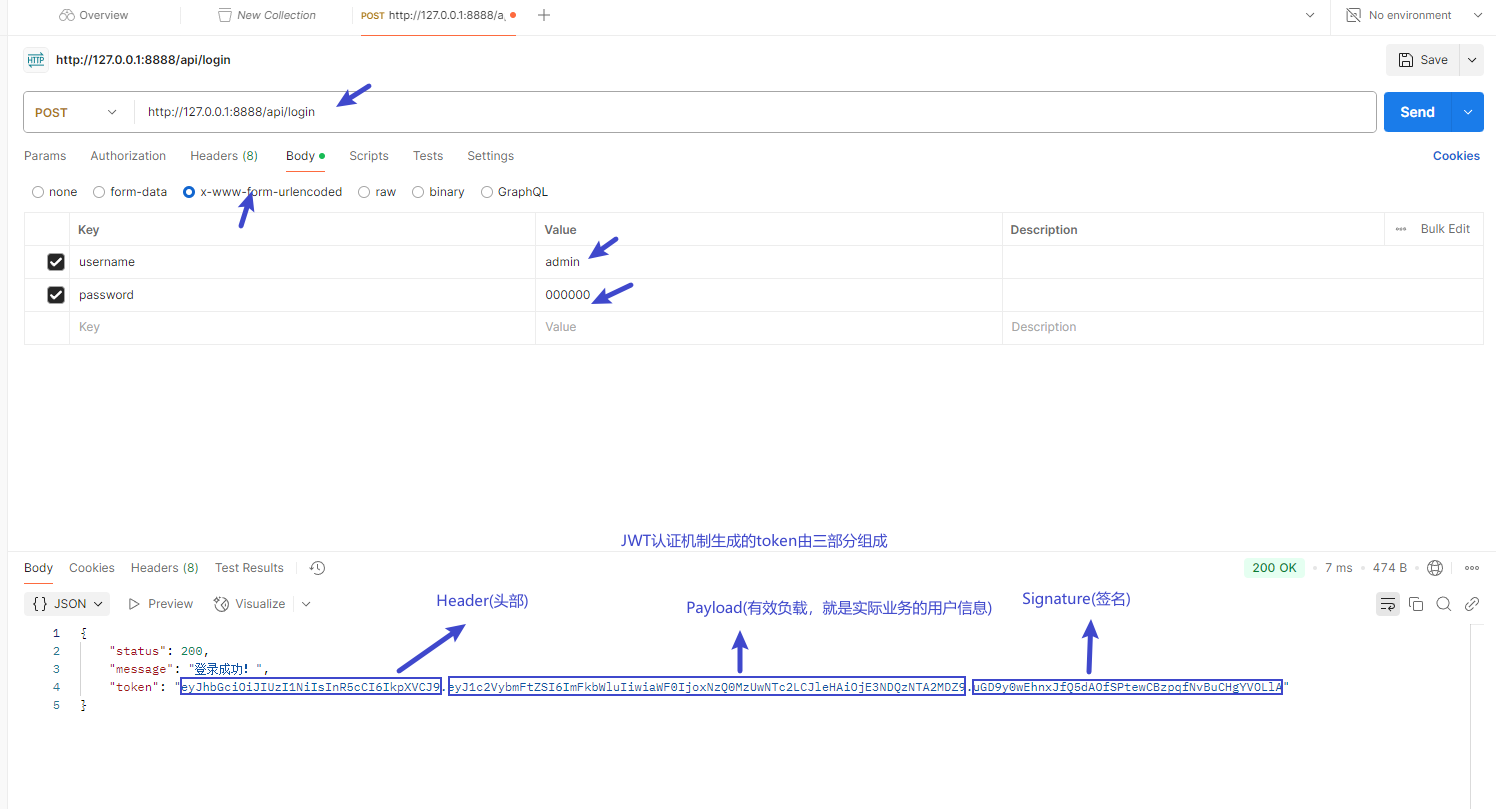 Overview New Collection POST http://127.0.0.1:8888/a No environment
HTTP http://127.0.0.1:8888/api/login Save
POST http://127.0.0.1:8888/api/login Send
Params Authorization Headers (8) Body Scripts Tests Settings Cookies
none form-data x-www-form-urlencoded raw binary GraphQL
Key Value Description Bulk Edit
username admin
password 000000
Key Value Description
JWT认证机制生成的token由三部分组成
Body Cookies Headers (8) Test Results 200 OK 7 ms 474 B
{} JSON Preview Visualize
Header(头部) Payload(有效负载，就是实际业务的用户信息) Signature(签名)
1 {
2 "status": 200,
3 "message": "登录成功！",
4 "token": "eyJhbGciOiJIUzI1NiIsInR5cCI6IkpXVCJ9.eyJ1c2VybmFtZSI6ImFkbWluIiwiaWF0IjoxNzQ0MzUwNTc2LCJleHAiOjE3NDQzNTA2MDZ9.uGD9y0wEhnxJfQ5dAOfSPtewCBzpqfNvBuCHgYVOLlA"
5 }